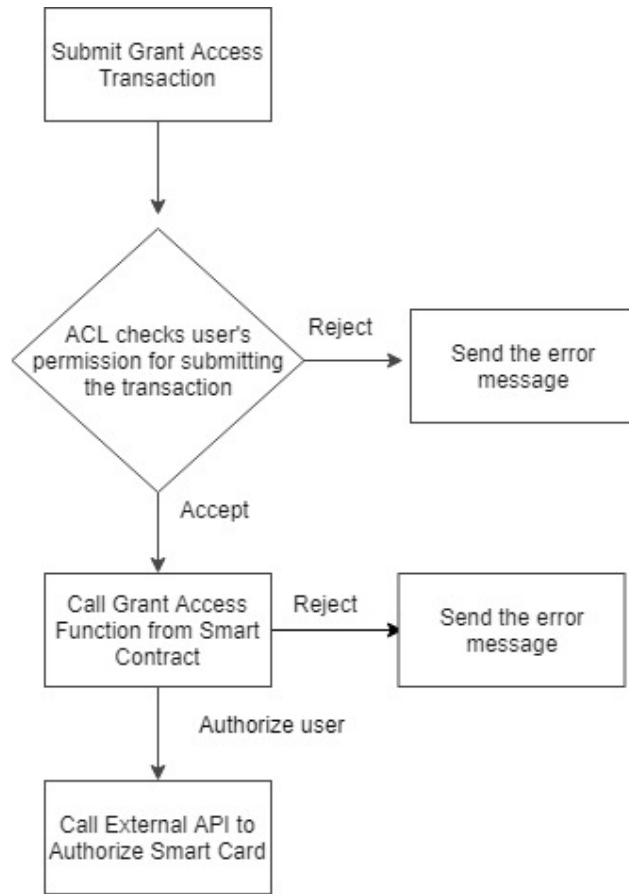 Submit Grant Access
Transaction
ACL checks user's
permission for submitting
the transaction
Reject
Send the error
message
Accept
Call Grant Access
Function from Smart
Contract
Reject
Send the error
message
Authorize user
Call External API to
Authorize Smart Card